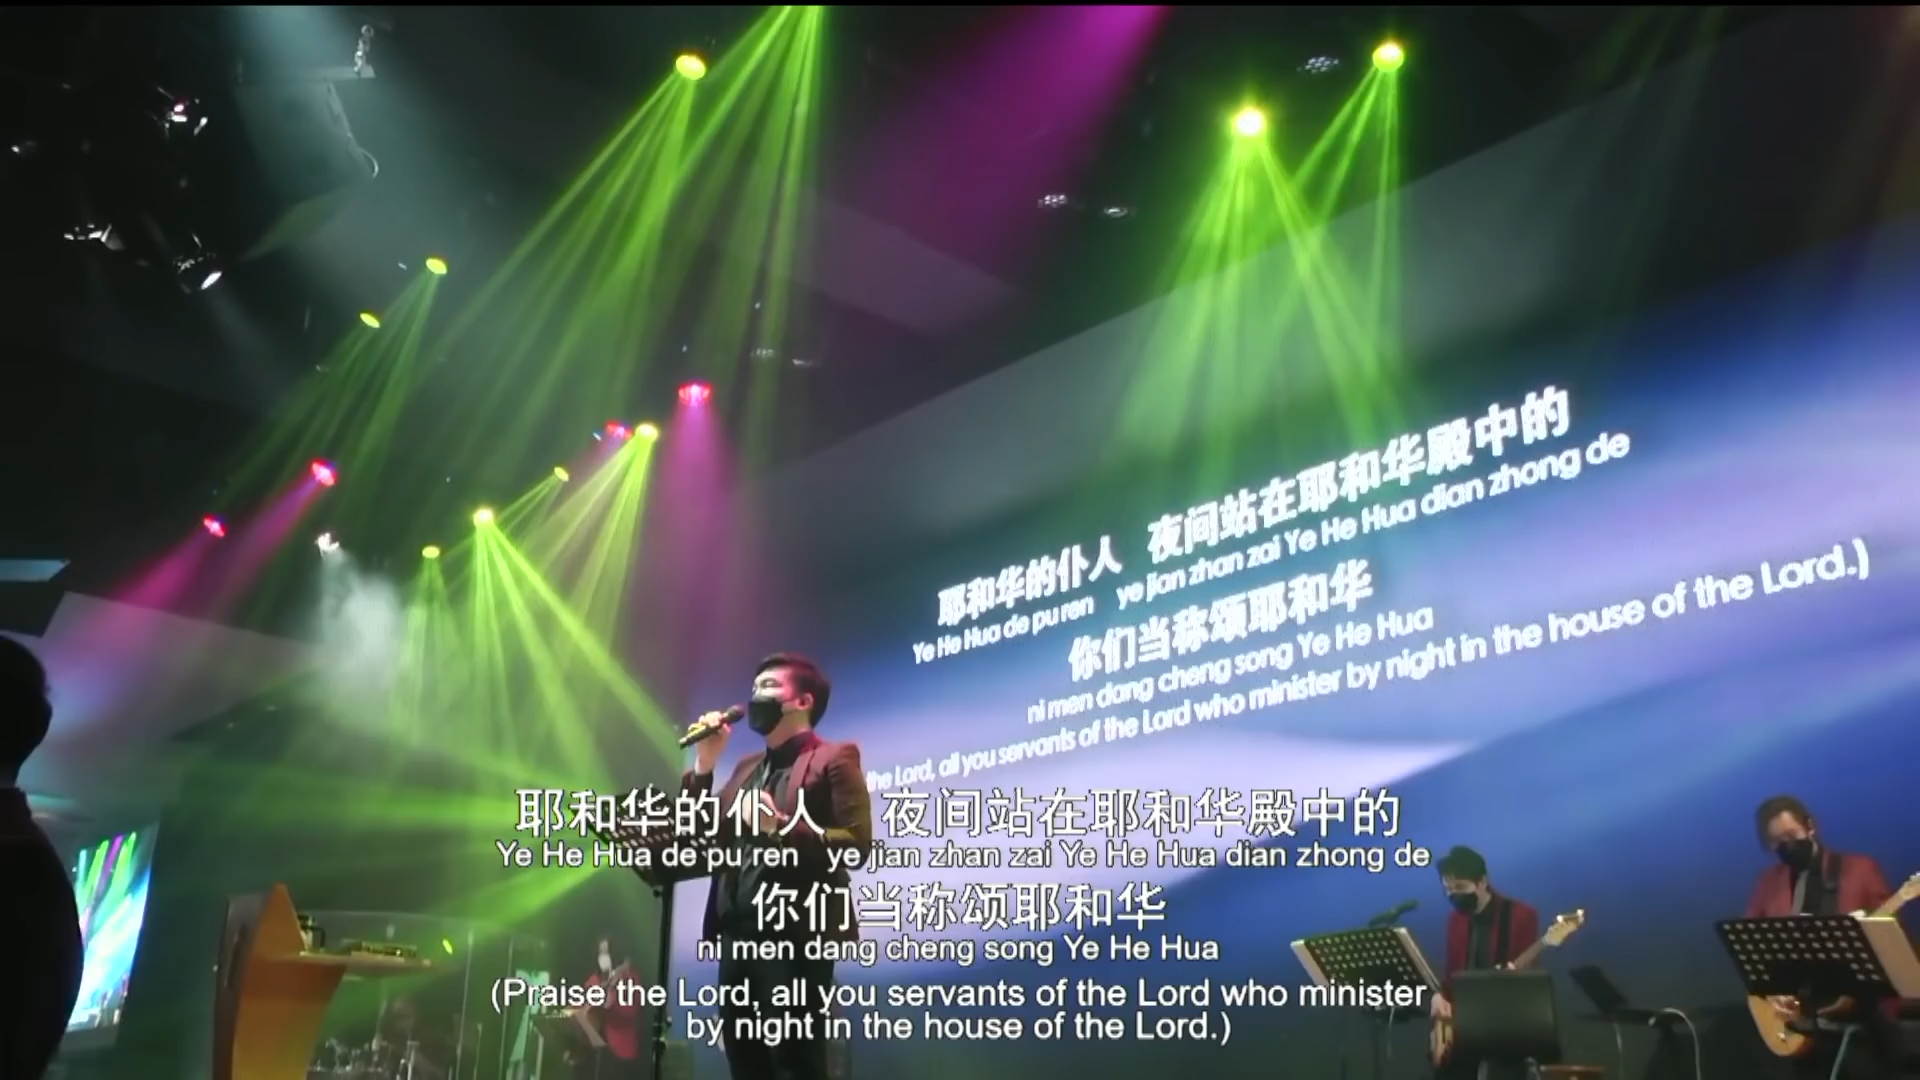 耶和华的仆人 夜间站在耶和华殿中的
Ye He Hua de pu ren ye jian zhan zai Ye He Hua dian zhong de
你们当称颂耶和华
ni men dang cheng song Ye He Hua
the Lord, all you servants of the Lord who minister by night in the house of the Lord.)
耶和华的仆人 夜间站在耶和华殿中的
Ye He Hua de pu ren ye jian zhan zai Ye He Hua dian zhong de
你们当称颂耶和华
ni men dang cheng song Ye He Hua
(Praise the Lord, all you servants of the Lord who minister
by night in the house of the Lord.)